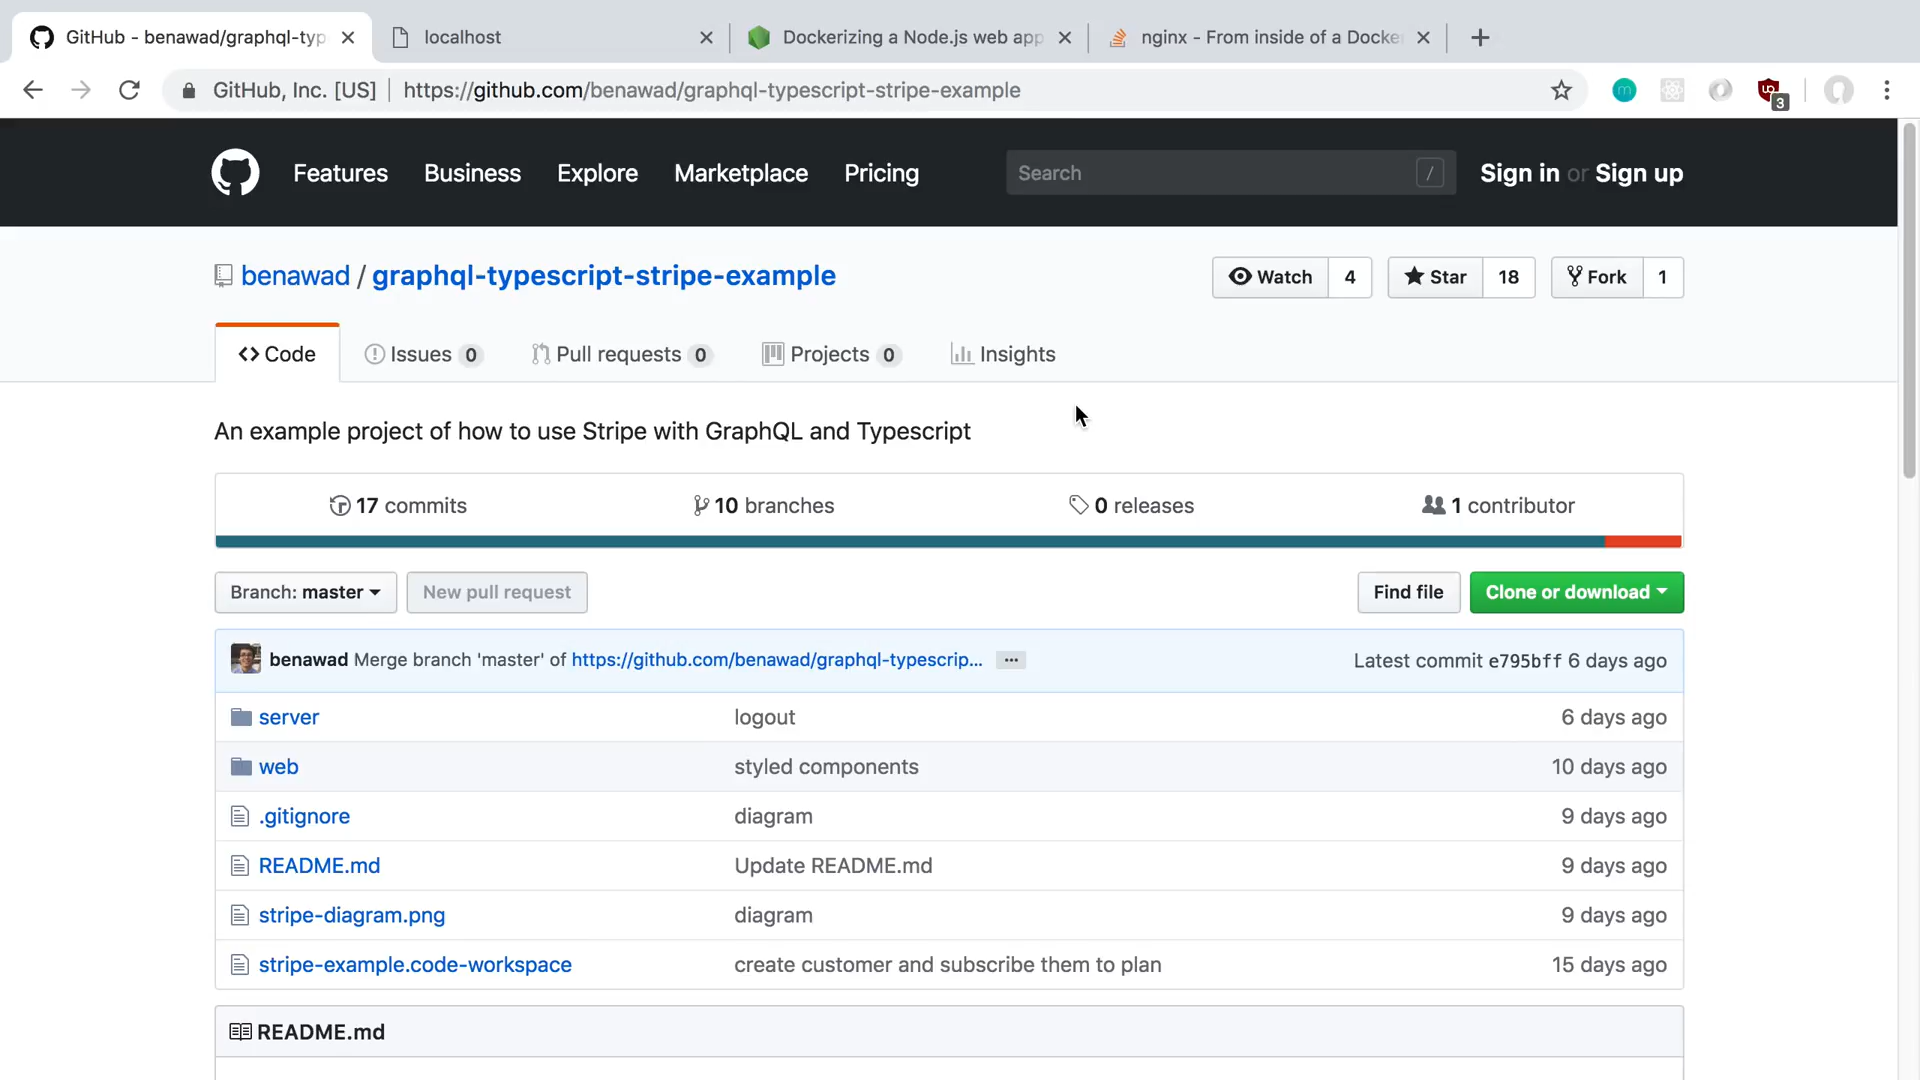 GitHub - benawad/graphql-typ
localhost
Dockerizing a Node.js web app
nginx - From inside of a Docke
GitHub, Inc. [US]
https://github.com/benawad/graphql-typescript-stripe-example
3
Features
Business
Explore
Marketplace
Pricing
Search
/
Sign in or Sign up
benawad / graphql-typescript-stripe-example
Watch 4
Star 18
Fork 1
Code
Issues 0
Pull requests 0
Projects 0
Insights
An example project of how to use Stripe with GraphQL and Typescript
17 commits
10 branches
0 releases
1 contributor
Branch: master
New pull request
Find file
Clone or download
benawad Merge branch 'master' of https://github.com/benawad/graphql-typescrip... ...
Latest commit e795bff 6 days ago
server logout 6 days ago
web styled components 10 days ago
.gitignore diagram 9 days ago
README.md Update README.md 9 days ago
stripe-diagram.png diagram 9 days ago
stripe-example.code-workspace create customer and subscribe them to plan 15 days ago
README.md